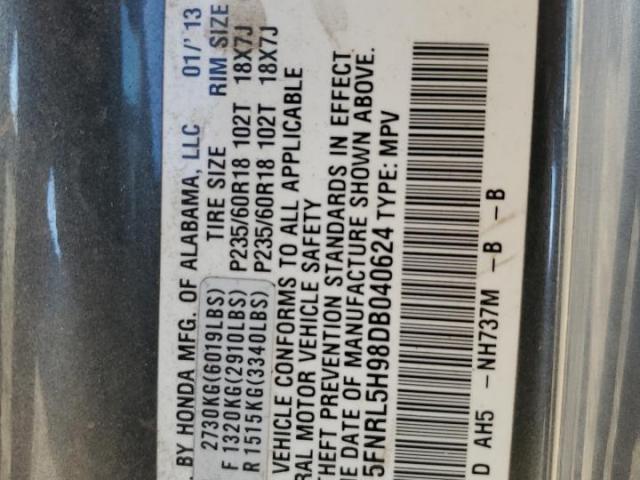 . BY HONDA MFG. OF ALABAMA, LLC 01/'13
2730KG(6019LBS) TIRE SIZE RIM SIZE
F 1320KG(2910LBS) P235/60R18 102T 18X7J
R 1515KG(3340LBS) P235/60R18 102T 18X7J
VEHICLE CONFORMS TO ALL APPLICABLE
RAL MOTOR VEHICLE SAFETY
THEFT PREVENTION STANDARDS IN EFFECT
E DATE OF MANUFACTURE SHOWN ABOVE.
5FNRL5H98DB040624 TYPE: MPV
D AH5 -NH737M -B -B